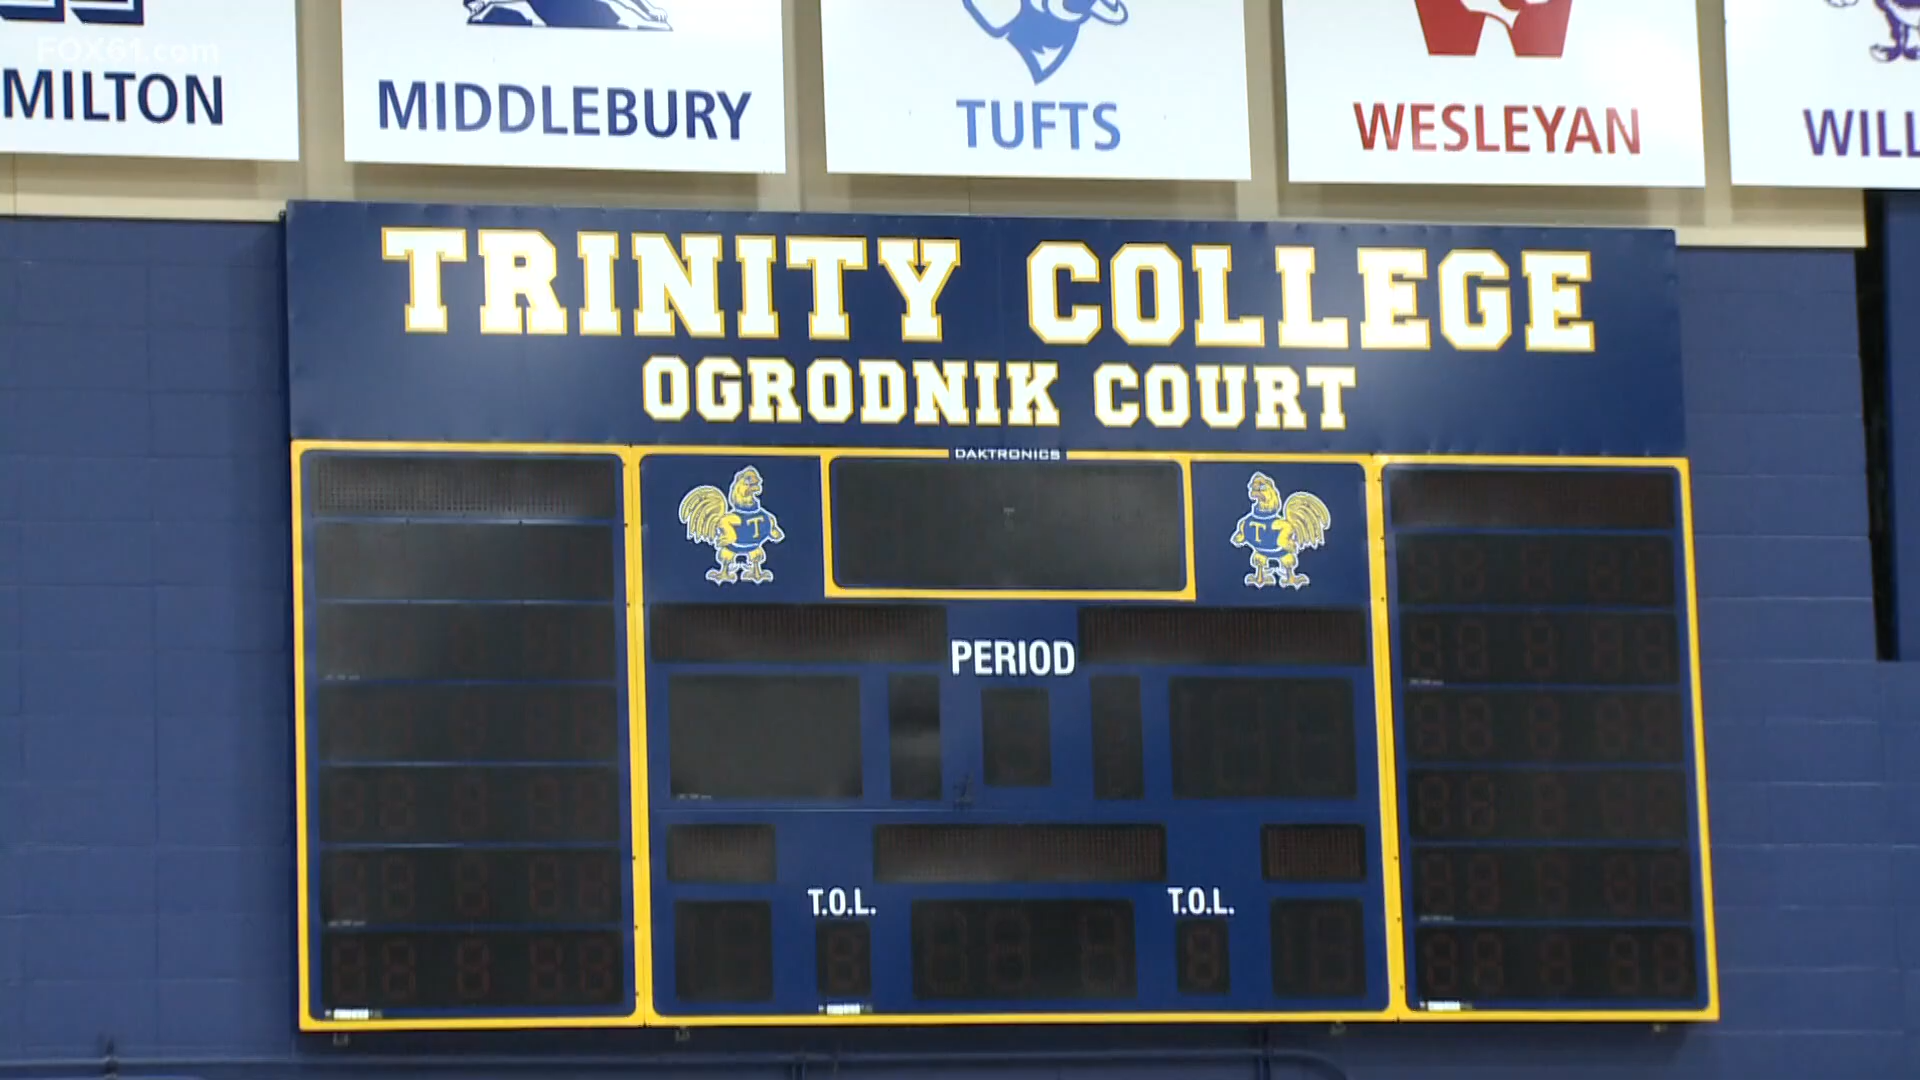 FOX61.com
MILTON
MIDDLEBURY
TUFTS
WESLEYAN
WILL
TRINITY COLLEGE
OGRODNIK COURT
DAKTRONICS
T
T
PERIOD
T.O.L.
T.O.L.